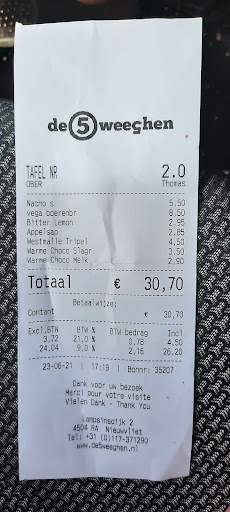 de 5 weeghen
TAFEL NR 2.0
OBER Thomas
Nacho s 5,50
vega boerenbr 8,50
Bitter Lemon 2,95
Appelsap 2,85
Westmalle Tripel 4,50
Warme Choco Slagr. 3,50
Warme Choco Melk 2,90
Totaal € 30,70
Betaalwijze:
Contant € 30,70
Excl.BTW BTW % BTW bedrag Incl
3,72 21,0 % 0,78 4,50
24,04 9,0 % 2,16 26,20
23-06-21 | 17:19 | Bonnr: 35207
Dank voor uw bezoek
Merci pour votre visite
Vielen Dank - Thank You
Lampsinsdijk 2
4504 RA Nieuwvliet
Tel: +31 (0)117-371290
www.de5weeghen.nl